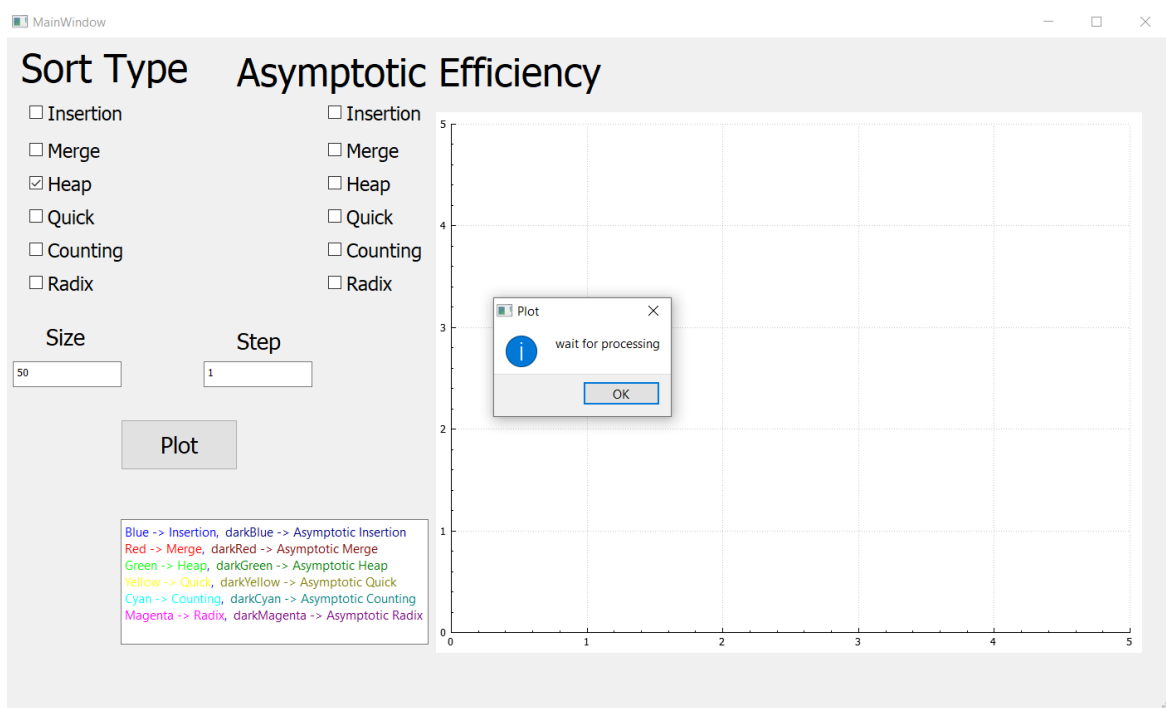 MainWindow
Sort Type
Asymptotic Efficiency
Insertion
Merge
Heap
Quick
Counting
Radix
Insertion
Merge
Heap
Quick
Counting
Radix
Size
Step
50
1
Plot
Blue -> Insertion, darkBlue -> Asymptotic Insertion
Red -> Merge, darkRed -> Asymptotic Merge
Green -> Heap, darkGreen -> Asymptotic Heap
Yellow -> Quick, darkYellow -> Asymptotic Quick
Cyan -> Counting, darkCyan -> Asymptotic Counting
Magenta -> Radix, darkMagenta -> Asymptotic Radix
5
4
3
2
1
0
0 1 2 3 4 5
Plot
wait for processing
OK